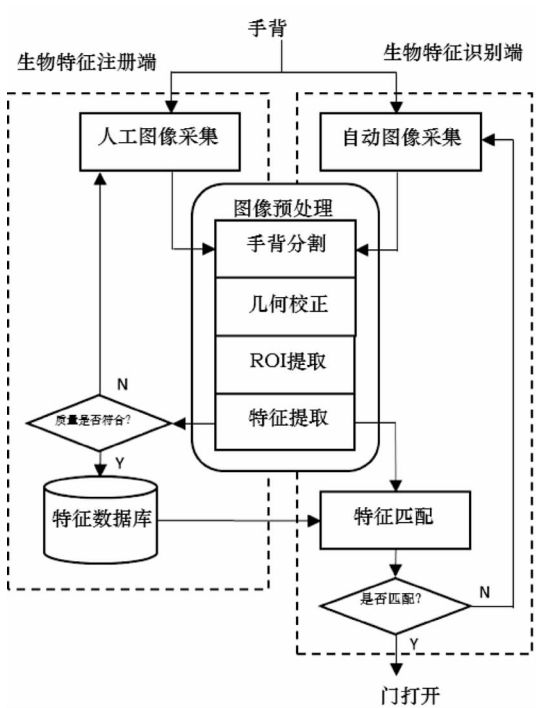 手背
生物特征注册端
生物特征识别端
人工图像采集
自动图像采集
图像预处理
手背分割
几何校正
ROI提取
特征提取
N
质量是否符合?
Y
特征数据库
特征匹配
是否匹配?
N
Y
门打开